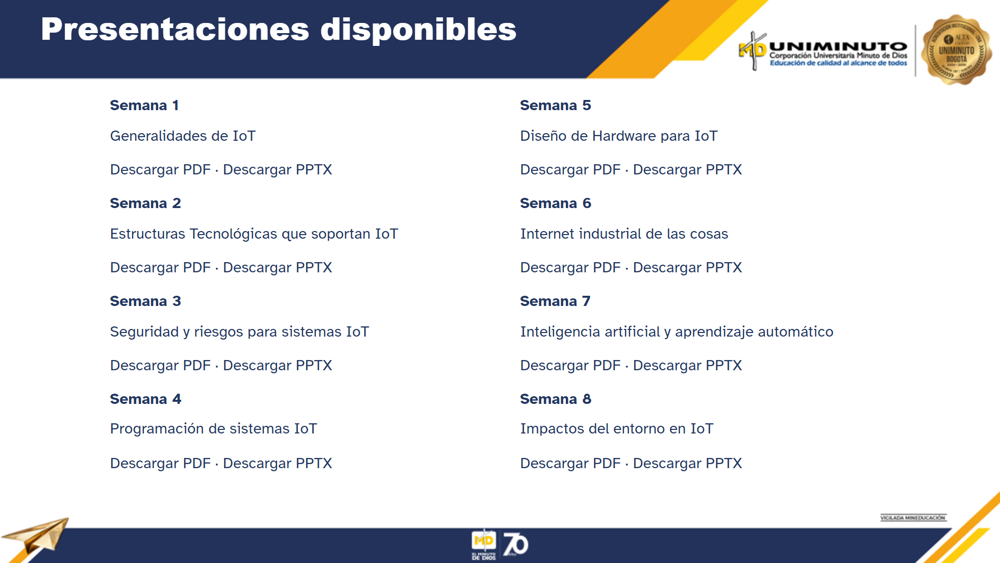 Presentaciones disponibles
MD UNIMINUTO
Corporación Universitaria Minuto de Dios
Educación de calidad al alcance de todos
ACREDITACIÓN INSTITUCIONAL
ALTA
CALIDAD
UNIMINUTO
BOGOTÁ
Semana 1
Generalidades de IoT
Descargar PDF · Descargar PPTX
Semana 2
Estructuras Tecnológicas que soportan IoT
Descargar PDF · Descargar PPTX
Semana 3
Seguridad y riesgos para sistemas IoT
Descargar PDF · Descargar PPTX
Semana 4
Programación de sistemas IoT
Descargar PDF · Descargar PPTX
Semana 5
Diseño de Hardware para IoT
Descargar PDF · Descargar PPTX
Semana 6
Internet industrial de las cosas
Descargar PDF · Descargar PPTX
Semana 7
Inteligencia artificial y aprendizaje automático
Descargar PDF · Descargar PPTX
Semana 8
Impactos del entorno en IoT
Descargar PDF · Descargar PPTX
VIGILADA MINEDUCACIÓN
MD
EL MINUTO
DE DIOS
70
Años